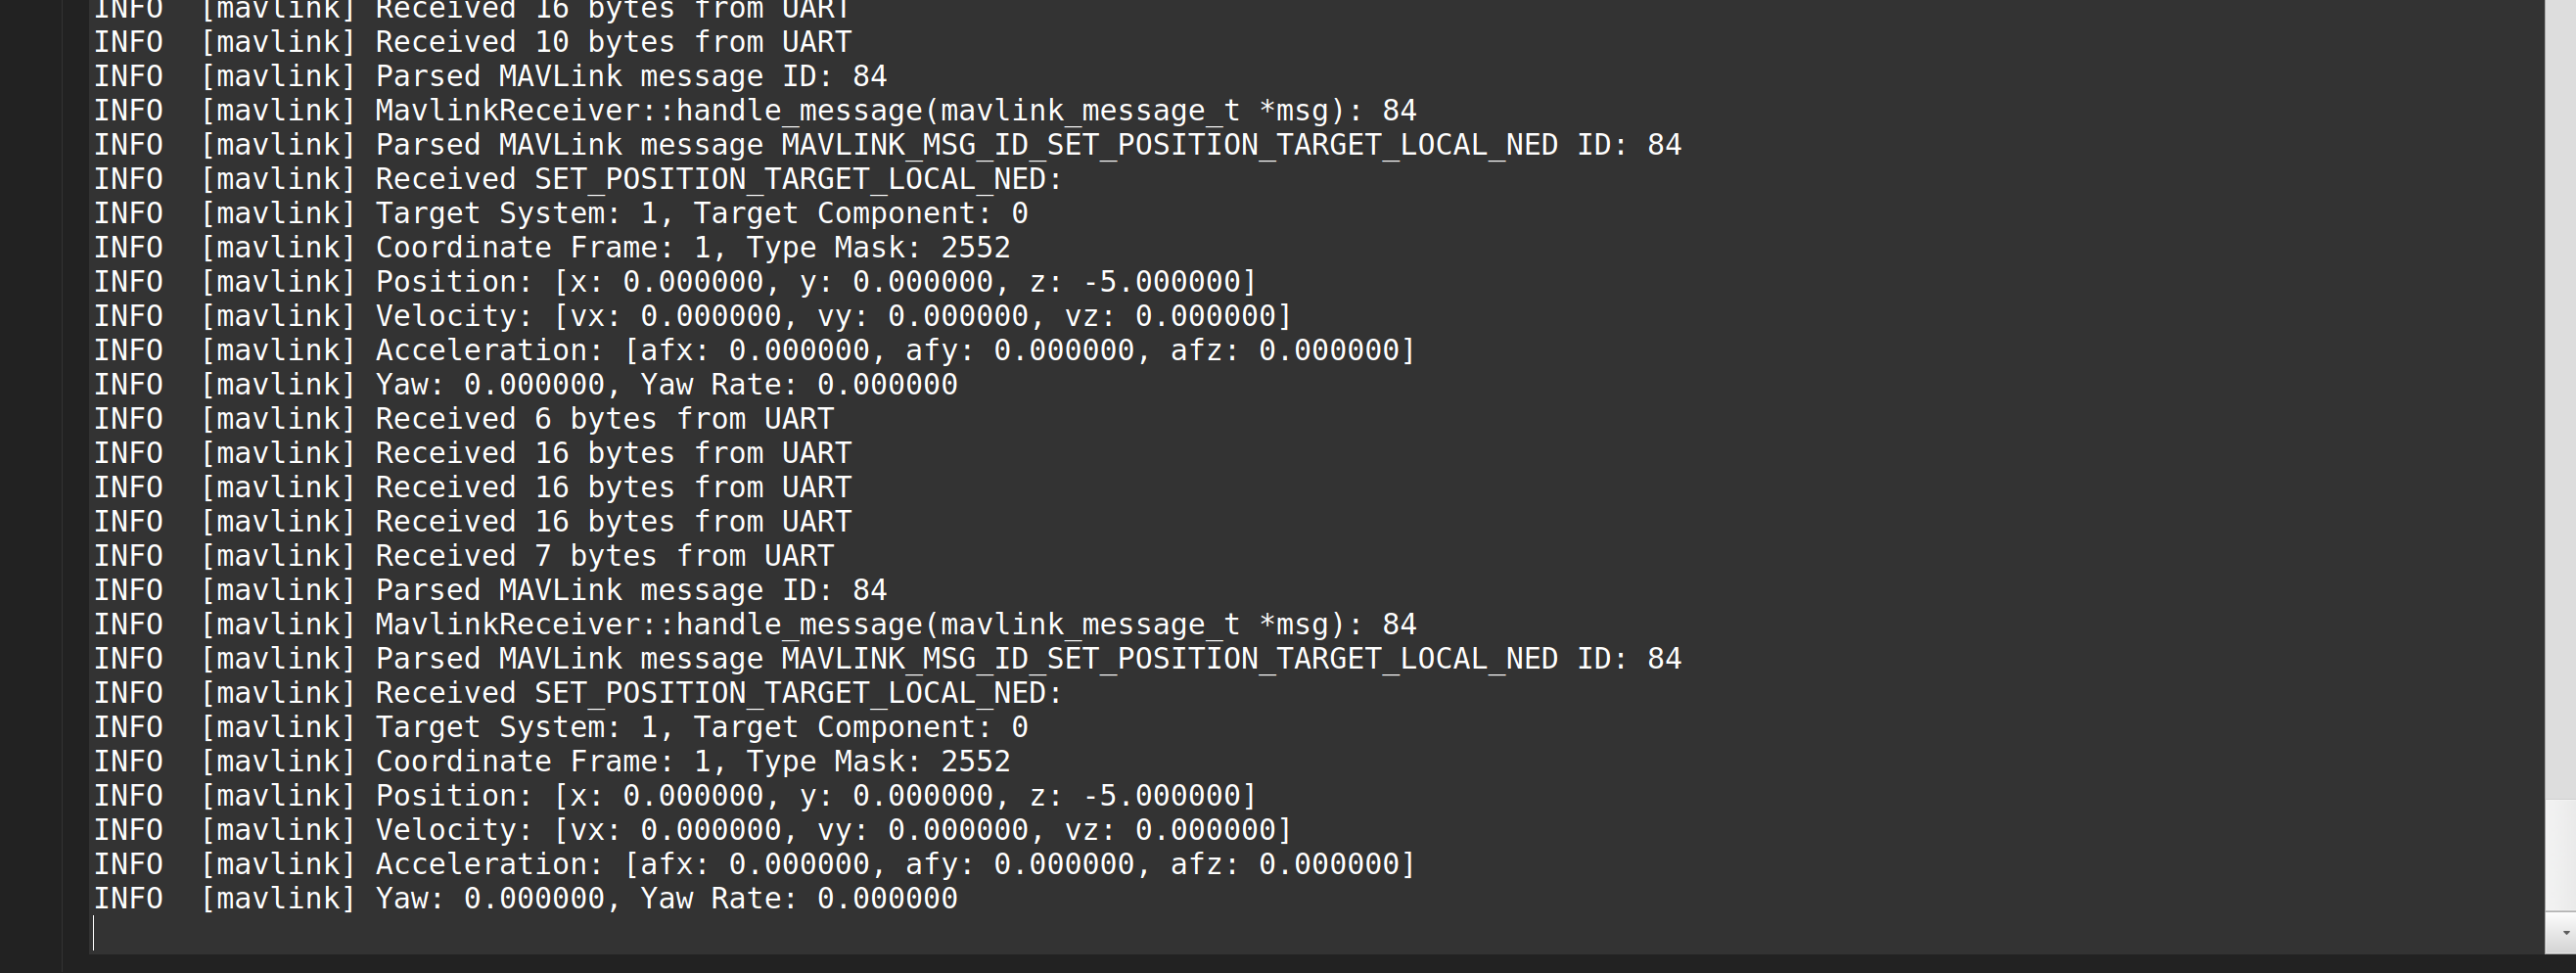 INFO  [mavlink] Received 16 bytes from UART
INFO  [mavlink] Received 10 bytes from UART
INFO  [mavlink] Parsed MAVLink message ID: 84
INFO  [mavlink] MavlinkReceiver::handle_message(mavlink_message_t *msg): 84
INFO  [mavlink] Parsed MAVLink message MAVLINK_MSG_ID_SET_POSITION_TARGET_LOCAL_NED ID: 84
INFO  [mavlink] Received SET_POSITION_TARGET_LOCAL_NED:
INFO  [mavlink] Target System: 1, Target Component: 0
INFO  [mavlink] Coordinate Frame: 1, Type Mask: 2552
INFO  [mavlink] Position: [x: 0.000000, y: 0.000000, z: -5.000000]
INFO  [mavlink] Velocity: [vx: 0.000000, vy: 0.000000, vz: 0.000000]
INFO  [mavlink] Acceleration: [afx: 0.000000, afy: 0.000000, afz: 0.000000]
INFO  [mavlink] Yaw: 0.000000, Yaw Rate: 0.000000
INFO  [mavlink] Received 6 bytes from UART
INFO  [mavlink] Received 16 bytes from UART
INFO  [mavlink] Received 16 bytes from UART
INFO  [mavlink] Received 16 bytes from UART
INFO  [mavlink] Received 7 bytes from UART
INFO  [mavlink] Parsed MAVLink message ID: 84
INFO  [mavlink] MavlinkReceiver::handle_message(mavlink_message_t *msg): 84
INFO  [mavlink] Parsed MAVLink message MAVLINK_MSG_ID_SET_POSITION_TARGET_LOCAL_NED ID: 84
INFO  [mavlink] Received SET_POSITION_TARGET_LOCAL_NED:
INFO  [mavlink] Target System: 1, Target Component: 0
INFO  [mavlink] Coordinate Frame: 1, Type Mask: 2552
INFO  [mavlink] Position: [x: 0.000000, y: 0.000000, z: -5.000000]
INFO  [mavlink] Velocity: [vx: 0.000000, vy: 0.000000, vz: 0.000000]
INFO  [mavlink] Acceleration: [afx: 0.000000, afy: 0.000000, afz: 0.000000]
INFO  [mavlink] Yaw: 0.000000, Yaw Rate: 0.000000